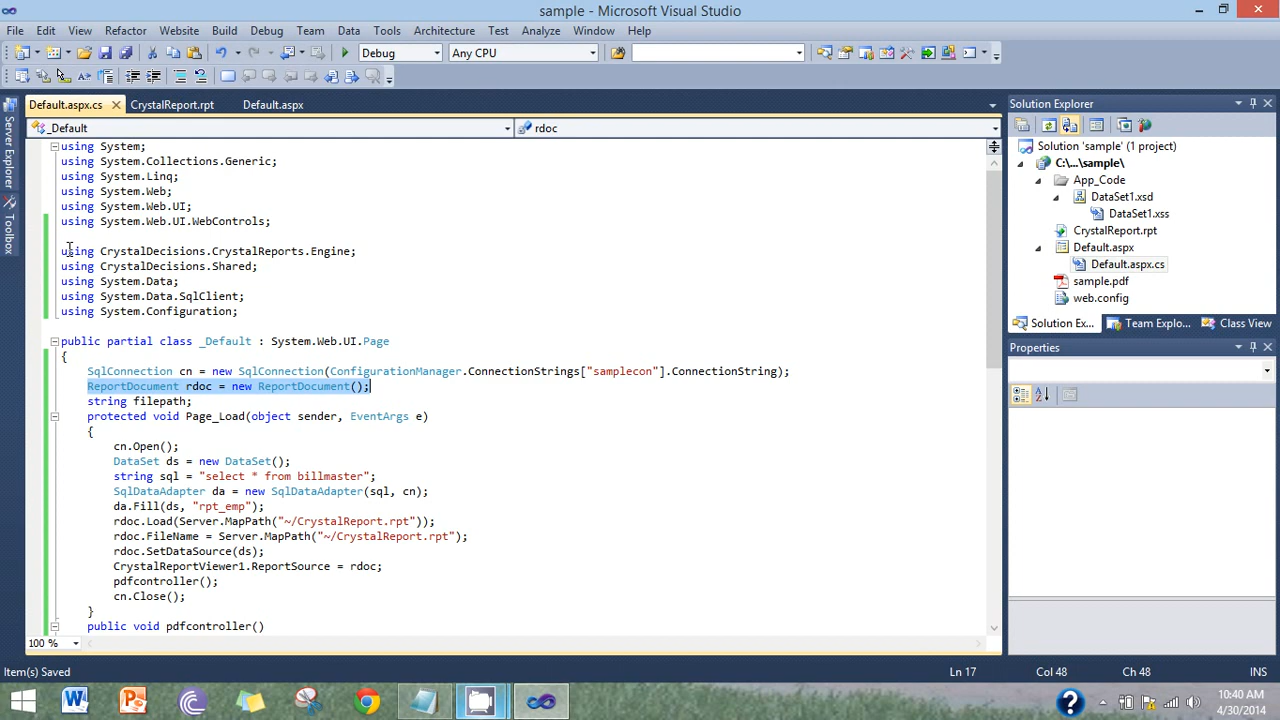 sample - Microsoft Visual Studio
File Edit View Refactor Website Build Debug Team Data Tools Architecture Test Analyze Window Help
Debug Any CPU
Default.aspx.cs CrystalReport.rpt Default.aspx
_Default rdoc
using System;
using System.Collections.Generic;
using System.Linq;
using System.Web;
using System.Web.UI;
using System.Web.UI.WebControls;
using CrystalDecisions.CrystalReports.Engine;
using CrystalDecisions.Shared;
using System.Data;
using System.Data.SqlClient;
using System.Configuration;
public partial class _Default : System.Web.UI.Page
{
SqlConnection cn = new SqlConnection(ConfigurationManager.ConnectionStrings["samplecon"].ConnectionString);
ReportDocument rdoc = new ReportDocument();
string filepath;
protected void Page_Load(object sender, EventArgs e)
{
cn.Open();
DataSet ds = new DataSet();
string sql = "select * from billmaster";
SqlDataAdapter da = new SqlDataAdapter(sql, cn);
da.Fill(ds, "rpt_emp");
rdoc.Load(Server.MapPath("~/CrystalReport.rpt"));
rdoc.FileName = Server.MapPath("~/CrystalReport.rpt");
rdoc.SetDataSource(ds);
CrystalReportViewer1.ReportSource = rdoc;
pdfcontroller();
cn.Close();
}
public void pdfcontroller()
100 %
Server Explorer
Toolbox
Solution Explorer
Solution 'sample' (1 project)
C:\...\sample\
App_Code
DataSet1.xsd
DataSet1.xss
CrystalReport.rpt
Default.aspx
Default.aspx.cs
sample.pdf
web.config
Solution Ex... Team Explo... Class View
Properties
Item(s) Saved Ln 17 Col 48 Ch 48 INS
10:40 AM
4/30/2014